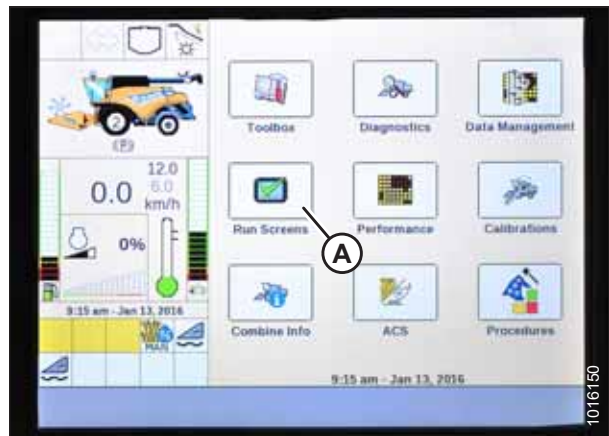 Toolbox
Diagnostics
Data Management
2
(P)
12.0
6.0
0.0
km/h
Run Screens
Performance
Calibrations
A
0%
9:15 am - Jan 13, 2016
MAN
Combine Info
ACS
Procedures
9:15 am - Jan 13, 2016
1016150